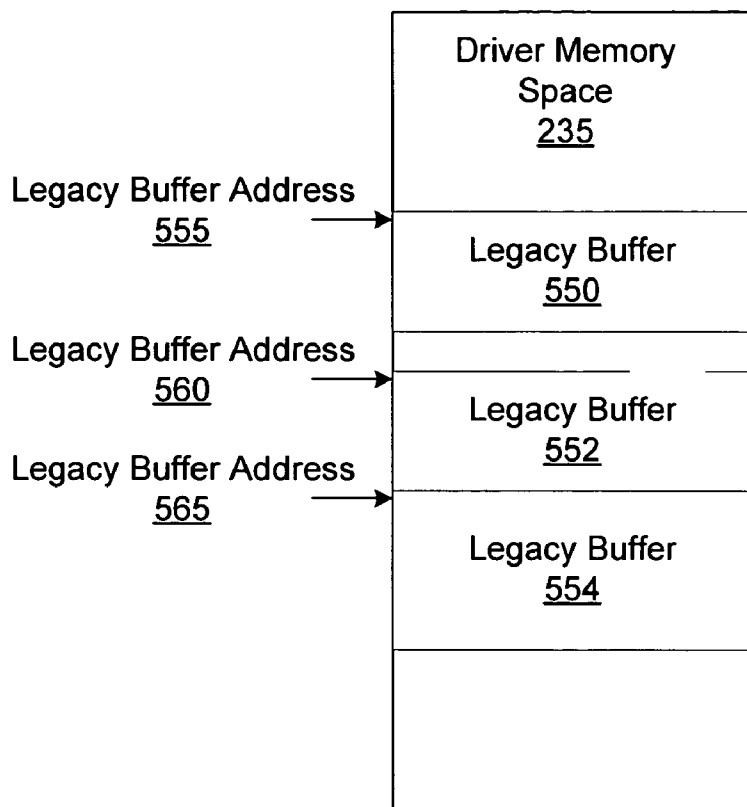 Driver Memory
Space
235
Legacy Buffer Address
555
Legacy Buffer
550
Legacy Buffer Address
560
Legacy Buffer
552
Legacy Buffer Address
565
Legacy Buffer
554